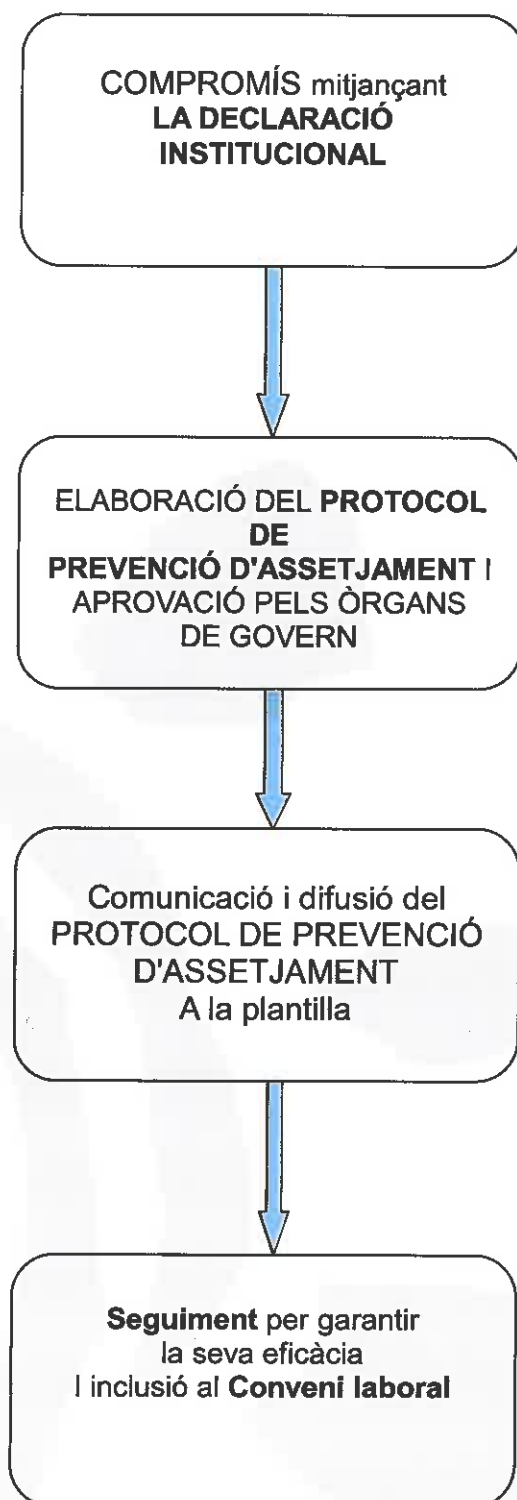 COMPROMÍS mitjançant
LA DECLARACIÓ
INSTITUCIONAL
ELABORACIÓ DEL PROTOCOL
DE
PREVENCIÓ D'ASSETJAMENT I
APROVACIÓ PELS ÒRGANS
DE GOVERN
Comunicació i difusió del
PROTOCOL DE PREVENCIÓ
D'ASSETJAMENT
A la plantilla
Seguiment per garantir
la seva eficàcia
I inclusió al Conveni laboral